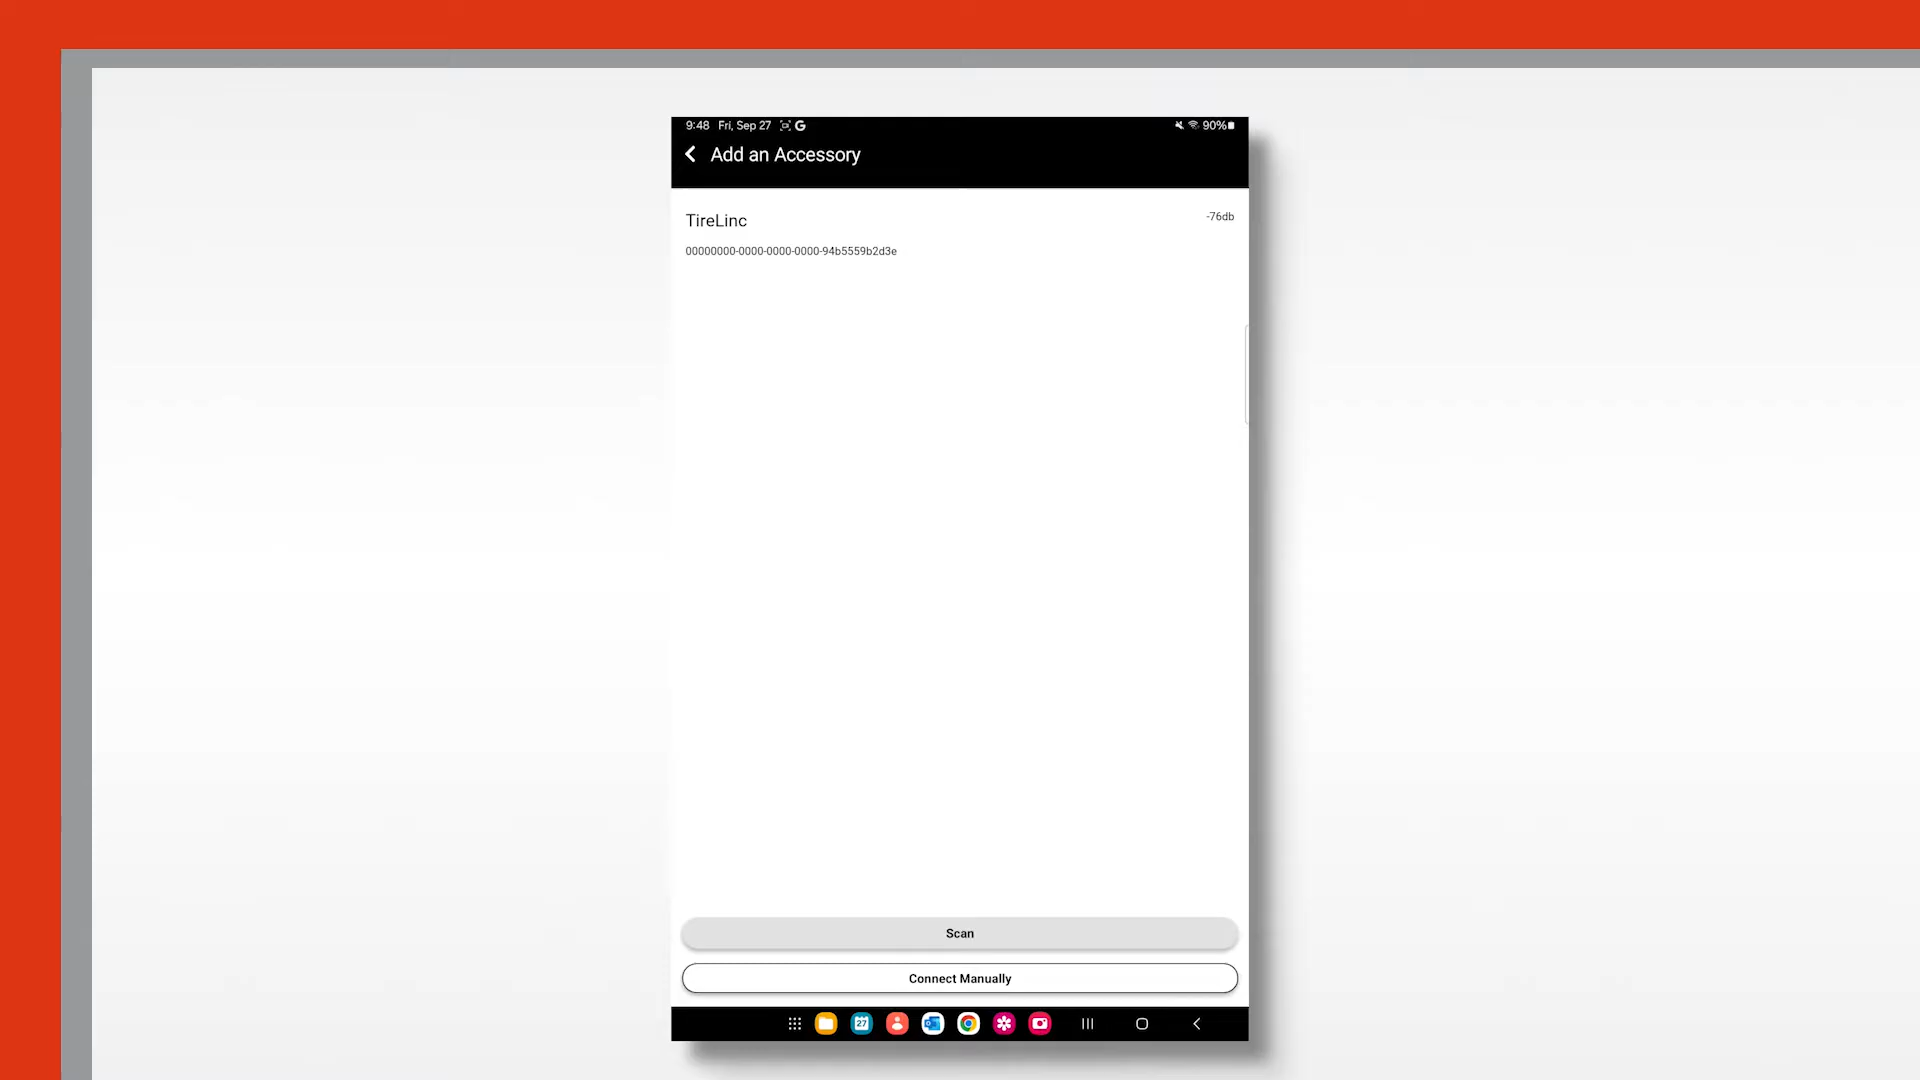 9:48 Fri, Sep 27 G 90%
Add an Accessory
TireLinc
-76db
00000000-0000-0000-0000-94b5559b2d3e
Scan
Connect Manually
27